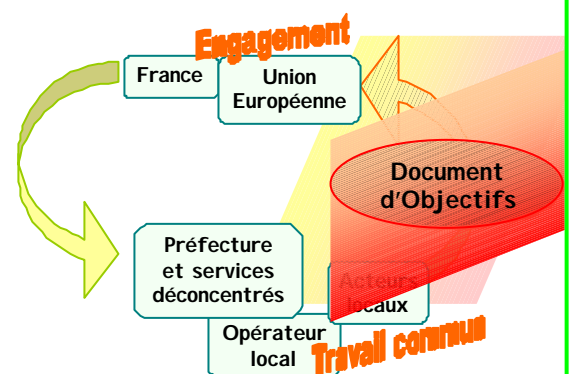 Engagement
France
Union
Européenne
Document
d'Objectifs
Préfecture
et services
déconcentrés
Acteurs
locaux
Opérateur
local
Travail commun